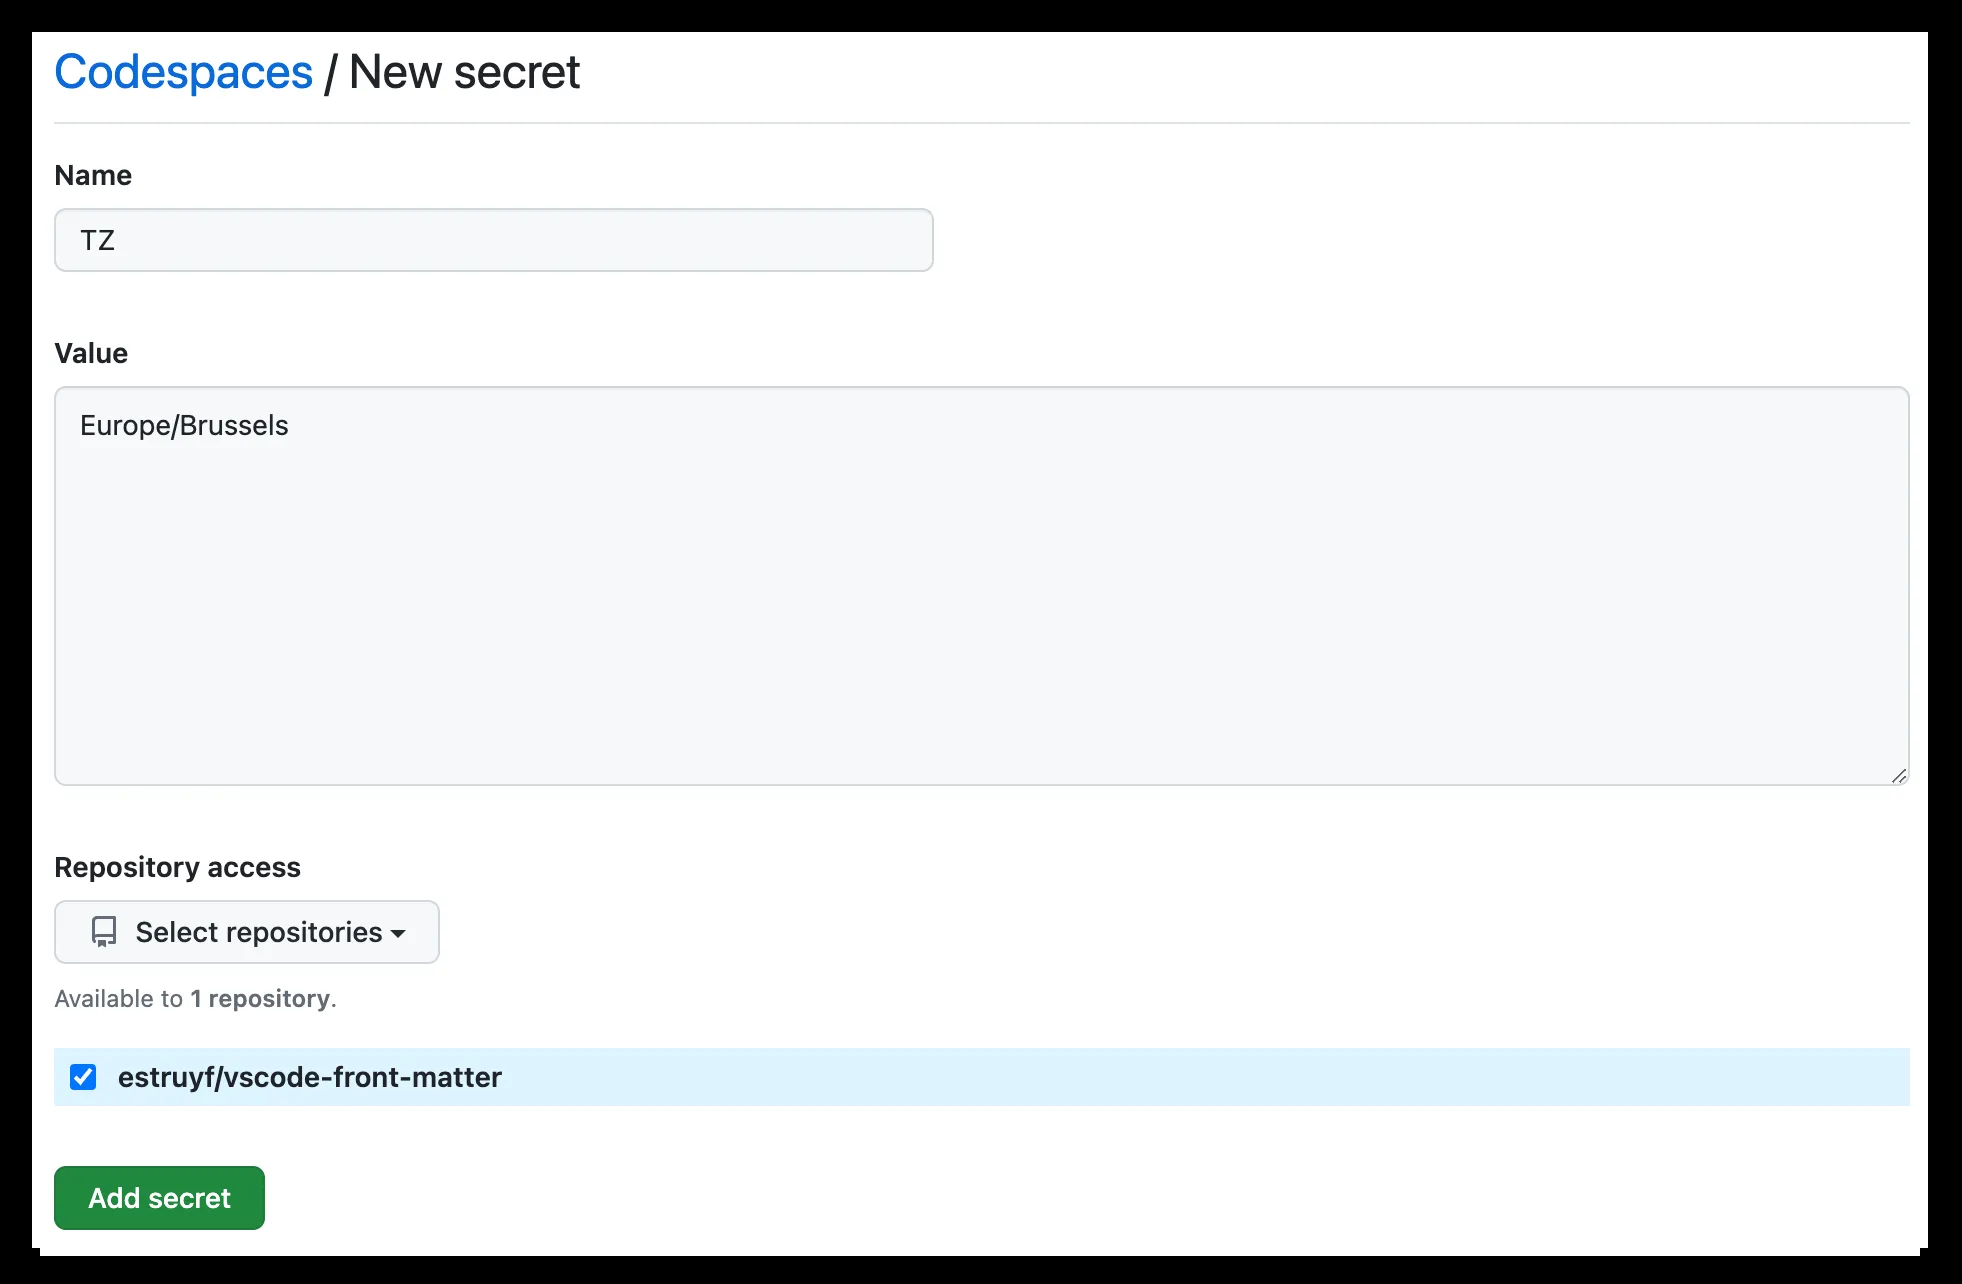 Codespaces / New secret
Name
TZ
Value
Europe/Brussels
Repository access
Select repositories
Available to 1 repository.
estruyf/vscode-front-matter
Add secret